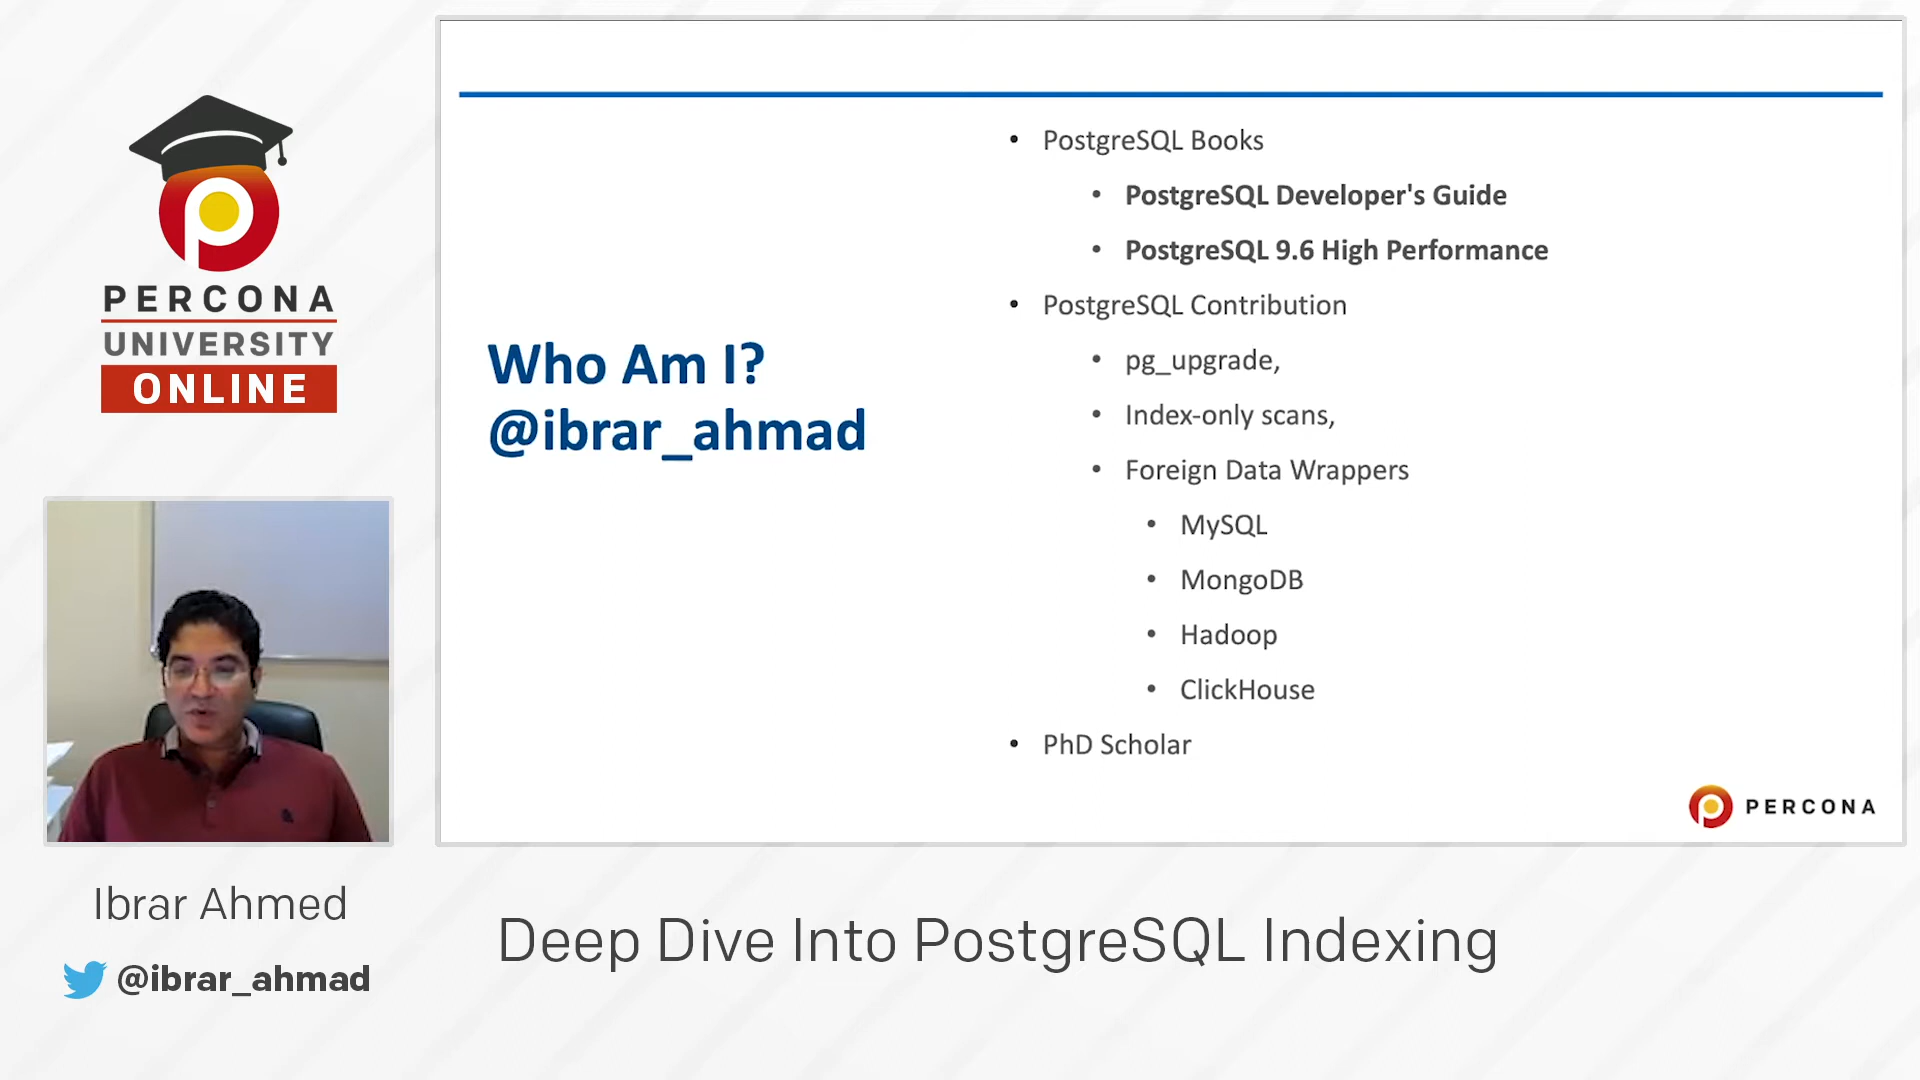 PERCONA
UNIVERSITY
ONLINE
Ibrar Ahmed
@ibrar_ahmad
Who Am I?
@ibrar_ahmad
• PostgreSQL Books
• PostgreSQL Developer's Guide
• PostgreSQL 9.6 High Performance
• PostgreSQL Contribution
• pg_upgrade,
• Index-only scans,
• Foreign Data Wrappers
• MySQL
• MongoDB
• Hadoop
• ClickHouse
• PhD Scholar
PERCONA
Deep Dive Into PostgreSQL Indexing